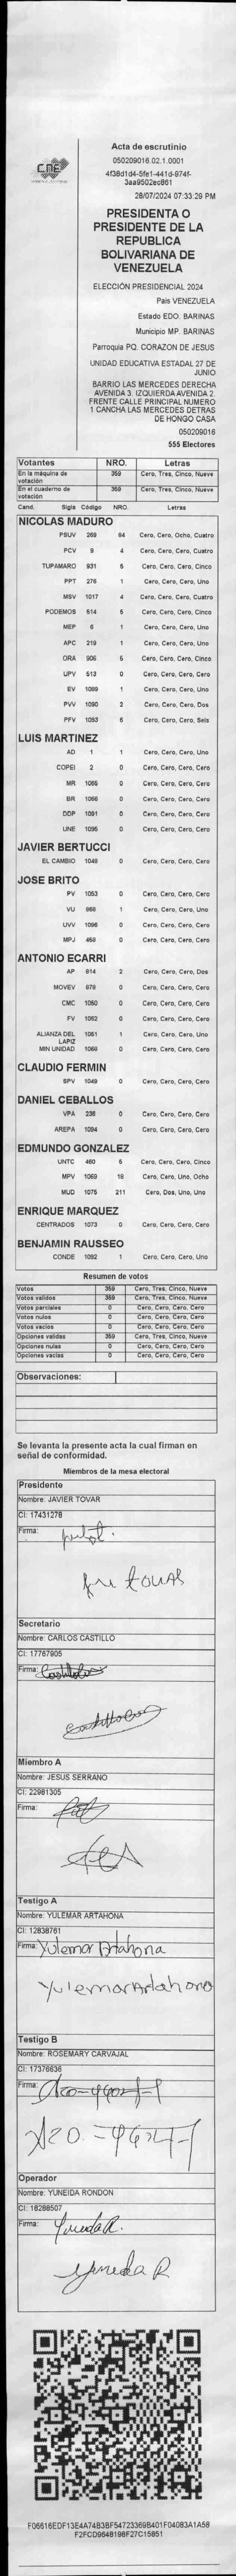 CNE
Acta de escrutinio
050209016.02.1.0001
4f38d1d4-5fe1-441d-974f-
3aa9502ec861
28/07/2024 07:33:29 PM
PRESIDENTA O
PRESIDENTE DE LA
REPUBLICA
BOLIVARIANA DE
VENEZUELA
ELECCIÓN PRESIDENCIAL 2024
Pais VENEZUELA
Estado EDO. BARINAS
Municipio MP. BARINAS
Parroquia PQ. CORAZON DE JESUS
UNIDAD EDUCATIVA ESTADAL 27 DE
JUNIO
BARRIO LAS MERCEDES DERECHA
AVENIDA 3. IZQUIERDA AVENIDA 2.
FRENTE CALLE PRINCIPAL NUMERO
1 CANCHA LAS MERCEDES DETRAS
DE HONGO CASA
050209016
555 Electores
Votantes NRO. Letras
En la máquina de votación 359 Cero, Tres, Cinco, Nueve
En el cuaderno de votación 359 Cero, Tres, Cinco, Nueve
Cand. Sigla Código NRO. Letras
NICOLAS MADURO
PSUV 269 84 Cero, Cero, Ocho, Cuatro
PCV 9 4 Cero, Cero, Cero, Cuatro
TUPAMARO 931 5 Cero, Cero, Cero, Cinco
PPT 276 1 Cero, Cero, Cero, Uno
MSV 1017 4 Cero, Cero, Cero, Cuatro
PODEMOS 514 5 Cero, Cero, Cero, Cinco
MEP 6 1 Cero, Cero, Cero, Uno
APC 219 1 Cero, Cero, Cero, Uno
ORA 906 5 Cero, Cero, Cero, Cinco
UPV 513 0 Cero, Cero, Cero, Cero
EV 1089 1 Cero, Cero, Cero, Uno
PVV 1090 2 Cero, Cero, Cero, Dos
PFV 1093 6 Cero, Cero, Cero, Seis
LUIS MARTINEZ
AD 1 1 Cero, Cero, Cero, Uno
COPEI 2 0 Cero, Cero, Cero, Cero
MR 1065 0 Cero, Cero, Cero, Cero
BR 1066 0 Cero, Cero, Cero, Cero
DDP 1091 0 Cero, Cero, Cero, Cero
UNE 1095 0 Cero, Cero, Cero, Cero
JAVIER BERTUCCI
EL CAMBIO 1048 0 Cero, Cero, Cero, Cero
JOSE BRITO
PV 1053 0 Cero, Cero, Cero, Cero
VU 968 1 Cero, Cero, Cero, Uno
UVV 1096 0 Cero, Cero, Cero, Cero
MPJ 459 0 Cero, Cero, Cero, Cero
ANTONIO ECARRI
AP 914 2 Cero, Cero, Cero, Dos
MOVEV 979 0 Cero, Cero, Cero, Cero
CMC 1050 0 Cero, Cero, Cero, Cero
FV 1052 0 Cero, Cero, Cero, Cero
ALIANZA DEL LAPIZ 1051 1 Cero, Cero, Cero, Uno
MIN UNIDAD 1068 0 Cero, Cero, Cero, Cero
CLAUDIO FERMIN
SPV 1049 0 Cero, Cero, Cero, Cero
DANIEL CEBALLOS
VPA 236 0 Cero, Cero, Cero, Cero
AREPA 1094 0 Cero, Cero, Cero, Cero
EDMUNDO GONZALEZ
UNTC 460 5 Cero, Cero, Cero, Cinco
MPV 1069 18 Cero, Cero, Uno, Ocho
MUD 1075 211 Cero, Dos, Uno, Uno
ENRIQUE MARQUEZ
CENTRADOS 1073 0 Cero, Cero, Cero, Cero
BENJAMIN RAUSSEO
CONDE 1092 1 Cero, Cero, Cero, Uno
Resumen de votos
Votos 359 Cero, Tres, Cinco, Nueve
Votos validos 359 Cero, Tres, Cinco, Nueve
Votos parciales 0 Cero, Cero, Cero, Cero
Votos nulos 0 Cero, Cero, Cero, Cero
Votos vacios 0 Cero, Cero, Cero, Cero
Opciones validas 359 Cero, Tres, Cinco, Nueve
Opciones nulas 0 Cero, Cero, Cero, Cero
Opciones vacias 0 Cero, Cero, Cero, Cero
Observaciones:
Se levanta la presente acta la cual firman en
señal de conformidad.
Miembros de la mesa electoral
Presidente
Nombre: JAVIER TOVAR
CI: 17431278
Firma:
Secretario
Nombre: CARLOS CASTILLO
CI: 17767905
Firma: Castillo
Castillo
Miembro A
Nombre: JESUS SERRANO
CI: 22981305
Firma:
Testigo A
Nombre: YULEMAR ARTAHONA
CI: 12838761
Firma: Yulemar Artahona
Yulemar Artahona
Testigo B
Nombre: ROSEMARY CARVAJAL
CI: 17376636
Firma:
Operador
Nombre: YUNEIDA RONDON
CI: 18288507
Firma: Yuneida R.
Yuneida R
F06616EDF13E4A74B3BF54723369B401F04083A1A58
F2FCD9648198F27C15851